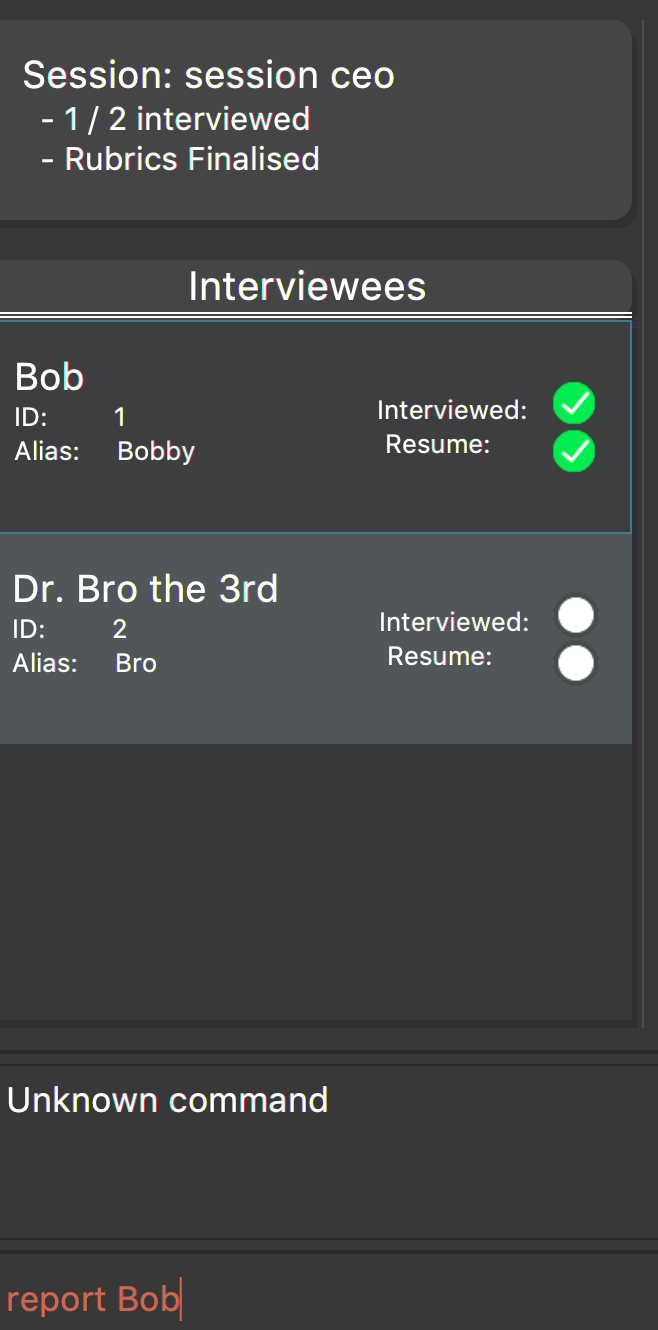 Session: session ceo
- 1 / 2 interviewed
- Rubrics Finalised
Interviewees
Bob
ID: 1
Alias: Bobby
Interviewed:
Resume:
Dr. Bro the 3rd
ID: 2
Alias: Bro
Interviewed:
Resume:
Unknown command
report Bob